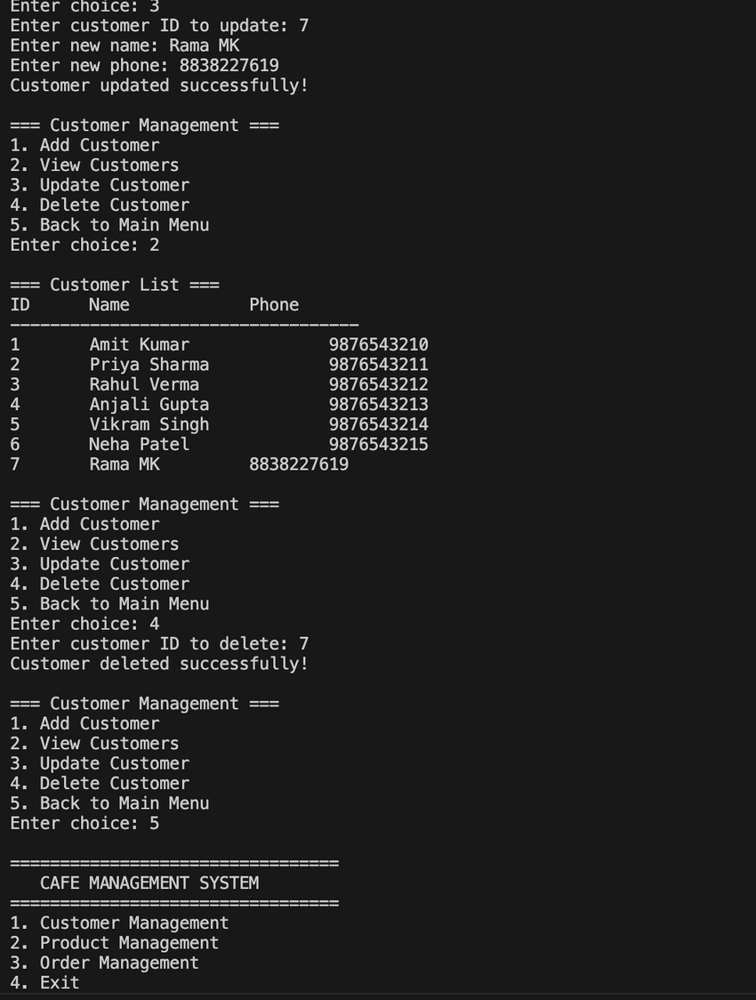 Enter choice: 3
Enter customer ID to update: 7
Enter new name: Rama MK
Enter new phone: 8838227619
Customer updated successfully!

=== Customer Management ===
1. Add Customer
2. View Customers
3. Update Customer
4. Delete Customer
5. Back to Main Menu
Enter choice: 2

=== Customer List ===
ID      Name            Phone
-----------------------------------
1       Amit Kumar              9876543210
2       Priya Sharma            9876543211
3       Rahul Verma             9876543212
4       Anjali Gupta            9876543213
5       Vikram Singh            9876543214
6       Neha Patel              9876543215
7       Rama MK         8838227619

=== Customer Management ===
1. Add Customer
2. View Customers
3. Update Customer
4. Delete Customer
5. Back to Main Menu
Enter choice: 4
Enter customer ID to delete: 7
Customer deleted successfully!

=== Customer Management ===
1. Add Customer
2. View Customers
3. Update Customer
4. Delete Customer
5. Back to Main Menu
Enter choice: 5

=================================
   CAFE MANAGEMENT SYSTEM
=================================
1. Customer Management
2. Product Management
3. Order Management
4. Exit